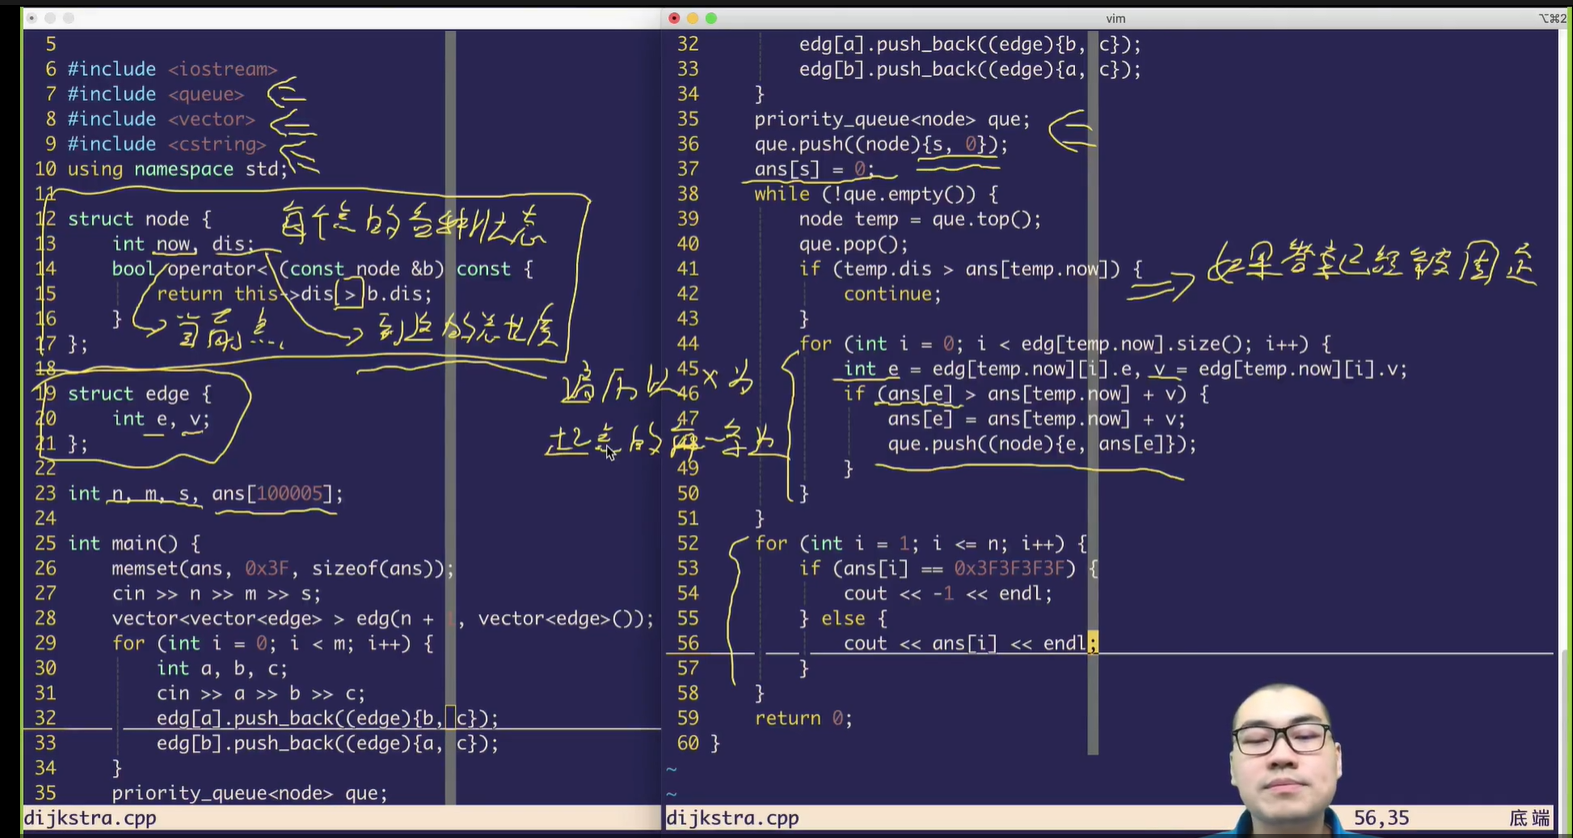 vim
⌥⌘2
5
6 #include <iostream>
7 #include <queue>
8 #include <vector>
9 #include <cstring>
10 using namespace std;
11
12 struct node {
每个点的各种状态
13 int now, dis;
14 bool operator< (const node &b) const {
15 return this->dis > b.dis;
16 }
当前点
到达的总长度
17 };
18
19 struct edge {
20 int e, v;
21 };
22
23 int n, m, s, ans[100005];
24
25 int main() {
26 memset(ans, 0x3F, sizeof(ans));
27 cin >> n >> m >> s;
28 vector<vector<edge> > edg(n + 1, vector<edge>());
29 for (int i = 0; i < m; i++) {
30 int a, b, c;
31 cin >> a >> b >> c;
32 edg[a].push_back((edge){b, c});
33 edg[b].push_back((edge){a, c});
34 }
35 priority_queue<node> que;
dijkstra.cpp
32 edg[a].push_back((edge){b, c});
33 edg[b].push_back((edge){a, c});
34 }
35 priority_queue<node> que;
36 que.push((node){s, 0});
37 ans[s] = 0;
38 while (!que.empty()) {
39 node temp = que.top();
40 que.pop();
41 if (temp.dis > ans[temp.now]) {
如果答案已经被固定
42 continue;
43 }
44 for (int i = 0; i < edg[temp.now].size(); i++) {
45 int e = edg[temp.now][i].e, v = edg[temp.now][i].v;
46 if (ans[e] > ans[temp.now] + v) {
遍历以x为
47 ans[e] = ans[temp.now] + v;
48 que.push((node){e, ans[e]});
起点的每一条边
49 }
50 }
51 }
52 for (int i = 1; i <= n; i++) {
53 if (ans[i] == 0x3F3F3F3F) {
54 cout << -1 << endl;
55 } else {
56 cout << ans[i] << endl;
57 }
58 }
59 return 0;
60 }
~
~
dijkstra.cpp 56,35 底端